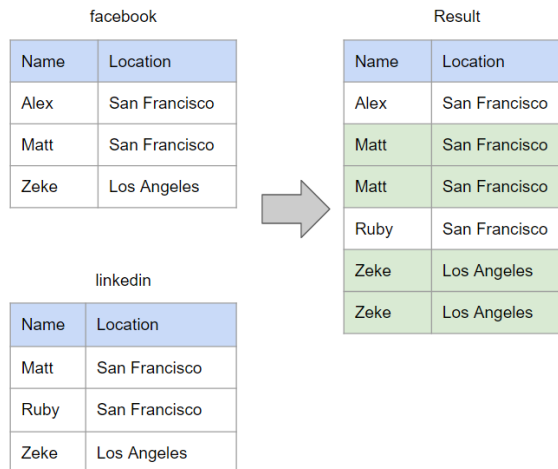 facebook
Name Location
Alex San Francisco
Matt San Francisco
Zeke Los Angeles
linkedin
Name Location
Matt San Francisco
Ruby San Francisco
Zeke Los Angeles
Result
Name Location
Alex San Francisco
Matt San Francisco
Matt San Francisco
Ruby San Francisco
Zeke Los Angeles
Zeke Los Angeles